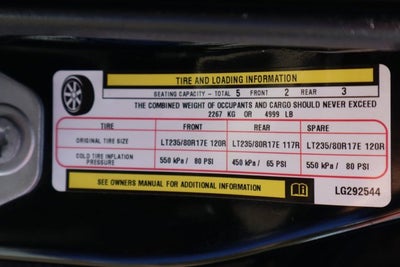 TIRE AND LOADING INFORMATION
SEATING CAPACITY - TOTAL 5 FRONT 2 REAR 3
THE COMBINED WEIGHT OF OCCUPANTS AND CARGO SHOULD NEVER EXCEED
2267 KG OR 4999 LB
TIRE FRONT REAR SPARE
ORIGINAL TIRE SIZE LT235/80R17E 120R LT235/80R17E 117R LT235/80R17E 120R
COLD TIRE INFLATION
PRESSURE 550 kPa / 80 PSI 450 kPa / 65 PSI 550 kPa / 80 PSI
SEE OWNERS MANUAL FOR ADDITIONAL INFORMATION
LG292544